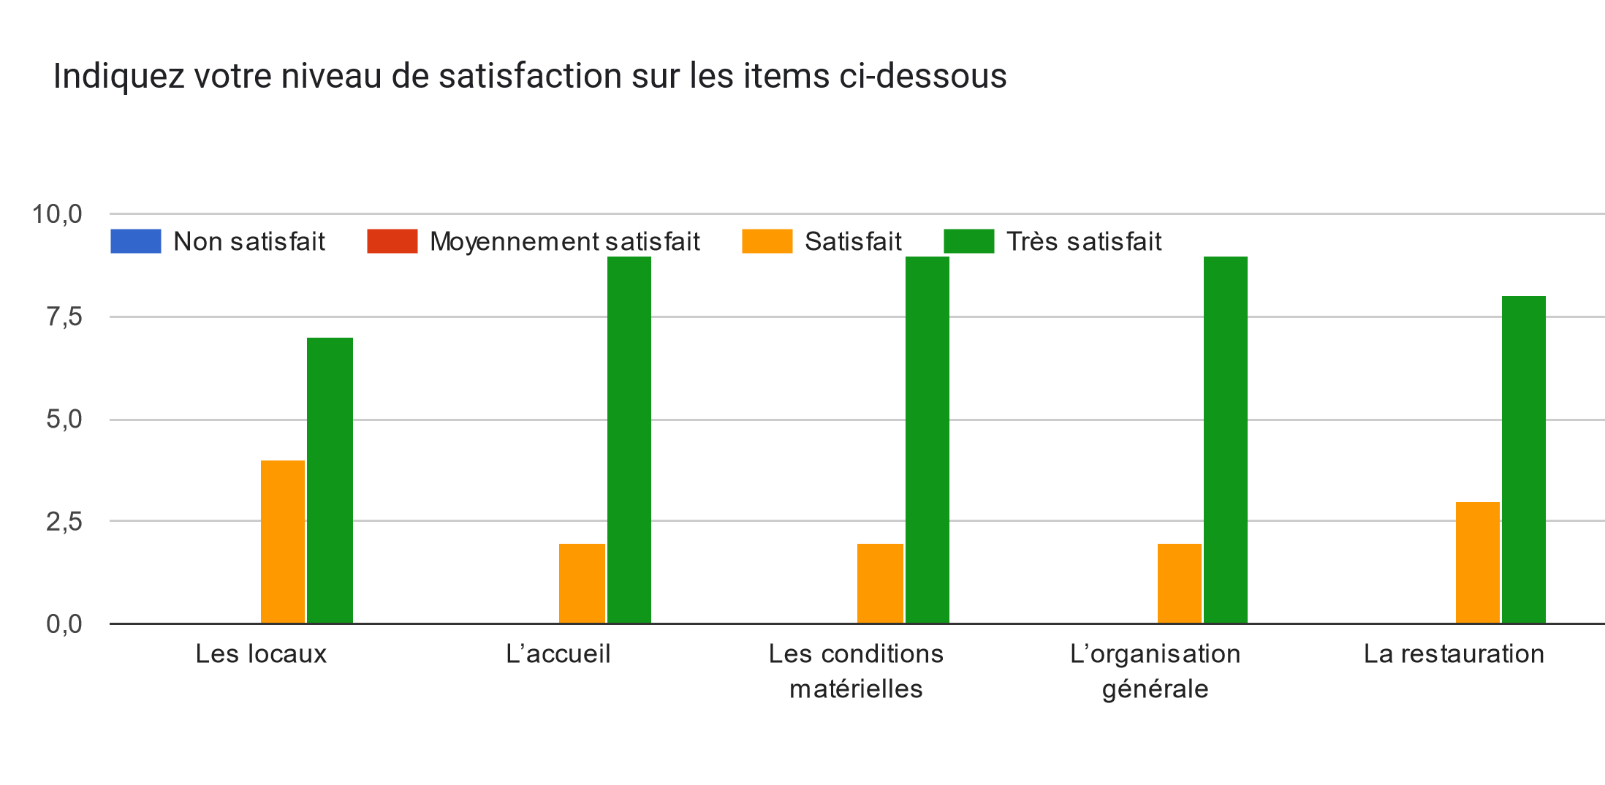 Indiquez votre niveau de satisfaction sur les items ci-dessous
10,0
Non satisfait Moyennement satisfait Satisfait Très satisfait
7,5
5,0
2,5
0,0
Les locaux L’accueil Les conditions L’organisation La restauration
matérielles générale